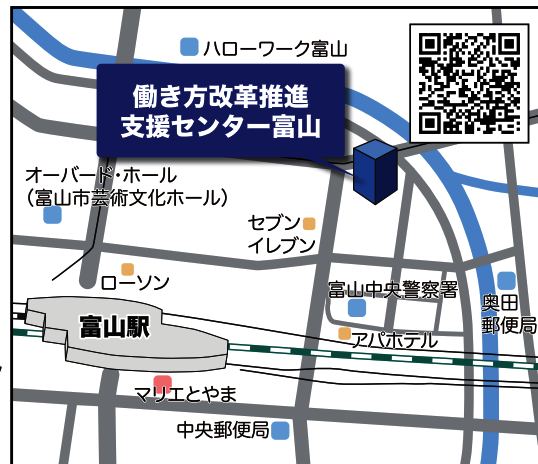 ハローワーク富山
働き方改革推進
支援センター富山
オーバード・ホール
（富山市芸術文化ホール）
セブン
イレブン
ローソン
富山中央警察署
奥田
郵便局
富山駅
アパホテル
マリエとやま
中央郵便局